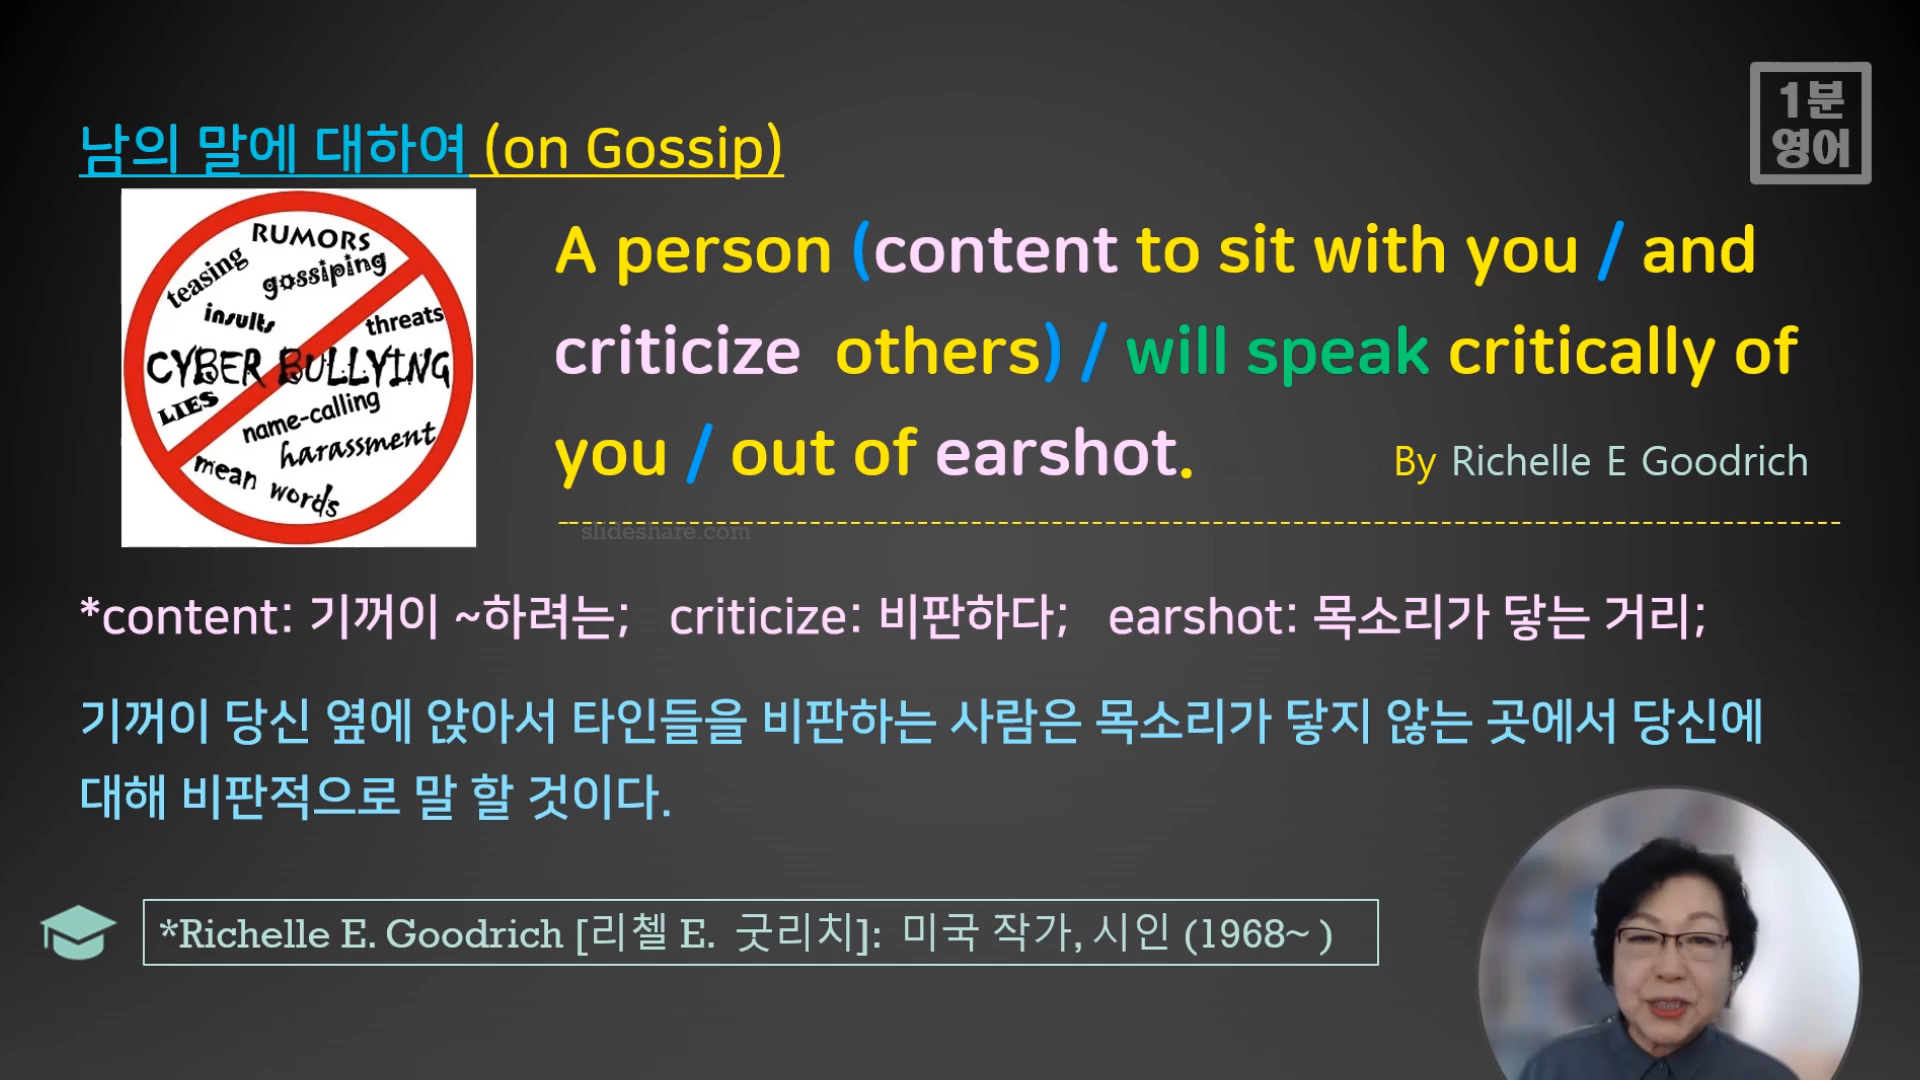 1분
영어
남의 말에 대하여 (on Gossip)
RUMORS
teasing
gossiping
insults
threats
CYBER BULLYING
LIES
name-calling
harassment
mean words
A person (content to sit with you / and
criticize others) / will speak critically of
you / out of earshot.
By Richelle E Goodrich
slideshare.com
*content: 기꺼이 ~하려는; criticize: 비판하다; earshot: 목소리가 닿는 거리;
기꺼이 당신 옆에 앉아서 타인들을 비판하는 사람은 목소리가 닿지 않는 곳에서 당신에
대해 비판적으로 말 할 것이다.
*Richelle E. Goodrich [리첼 E. 굿리치]: 미국 작가, 시인 (1968~ )